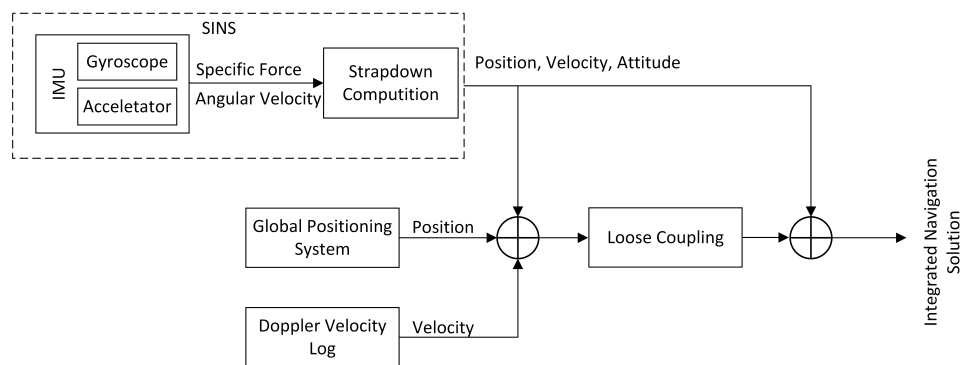 SINS
IMU
Gyroscope
Acceletator
Specific Force
Angular Velocity
Strapdown
Computition
Position, Velocity, Attitude
Global Positioning
System
Position
Loose Coupling
Doppler Velocity
Log
Velocity
Integrated Navigation
Solution